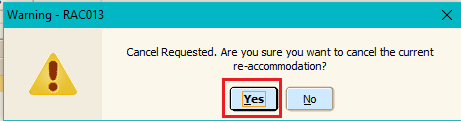 Warning - RAC013
Cancel Requested. Are you sure you want to cancel the current
re-accommodation?
Yes
No